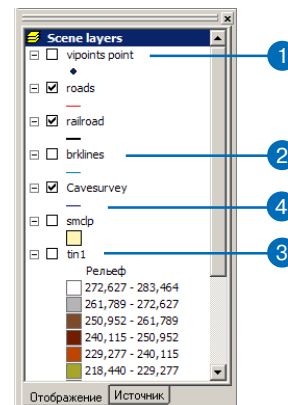 Scene layers
vipoints point
1
roads
railroad
brklines
2
Cavesurvey
4
smclp
tin1
3
Рельеф
272,627 - 283,464
261,789 - 272,627
250,952 - 261,789
240,115 - 250,952
229,277 - 240,115
218,440 - 229,277
Отображение Источник